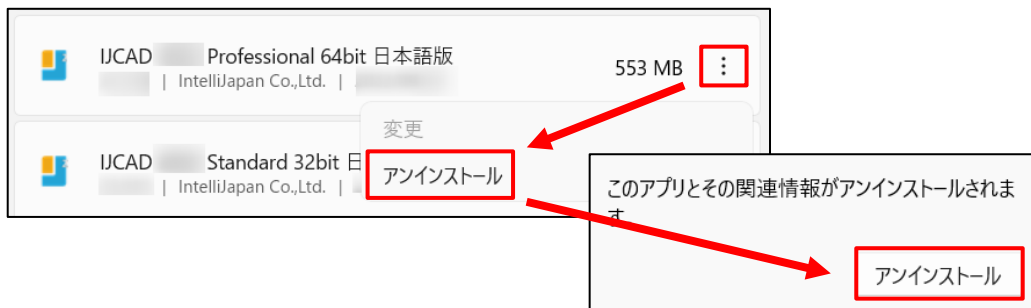 IJCAD Professional 64bit 日本語版
| IntelliJapan Co.,Ltd. |
553 MB
変更
アンインストール
IJCAD Standard 32bit 日
| IntelliJapan Co.,Ltd. |
このアプリとその関連情報がアンインストールされま
す。
アンインストール